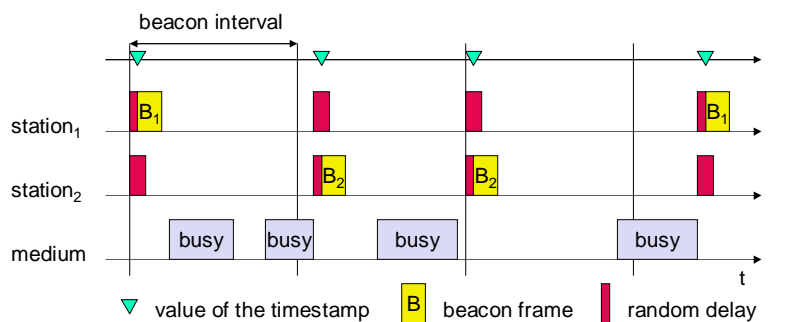 beacon interval
station1 B1 B1
station2 B2 B2
medium busy busy busy busy
t
value of the timestamp B beacon frame random delay